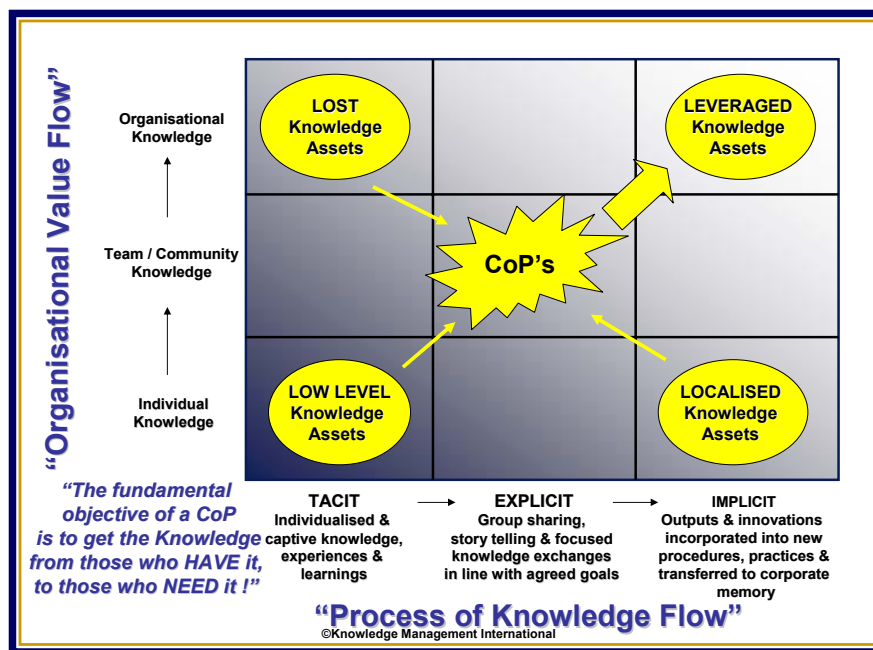 “Organisational Value Flow”
Organisational
Knowledge
Team / Community
Knowledge
Individual
Knowledge
LOST
Knowledge
Assets
LEVERAGED
Knowledge
Assets
CoP's
LOW LEVEL
Knowledge
Assets
LOCALISED
Knowledge
Assets
“The fundamental
objective of a CoP
is to get the Knowledge
from those who HAVE it,
to those who NEED it !”
TACIT
Individualised &
captive knowledge,
experiences &
learnings
EXPLICIT
Group sharing,
story telling & focused
knowledge exchanges
in line with agreed goals
IMPLICIT
Outputs & innovations
incorporated into new
procedures, practices &
transferred to corporate
memory
“Process of Knowledge Flow”
©Knowledge Management International